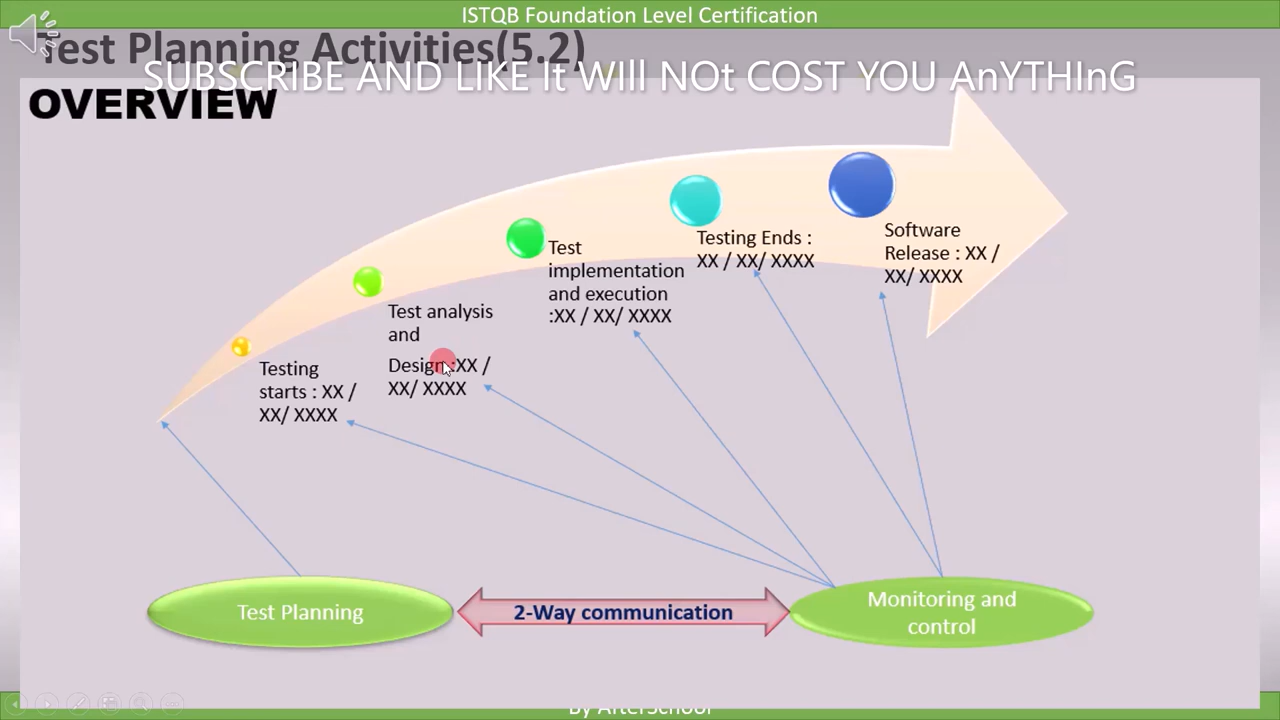 ISTQB Foundation Level Certification
Test Planning Activities(5.2)
SUBSCRIBE AND LIKE It WIll NOt COST YOU AnYTHInG
OVERVIEW
Testing
starts : XX /
XX/ XXXX
Test analysis
and
Design :XX /
XX/ XXXX
Test
implementation
and execution
:XX / XX/ XXXX
Testing Ends :
XX / XX/ XXXX
Software
Release : XX /
XX/ XXXX
Test Planning
2-Way communication
Monitoring and
control
By AfterSchool